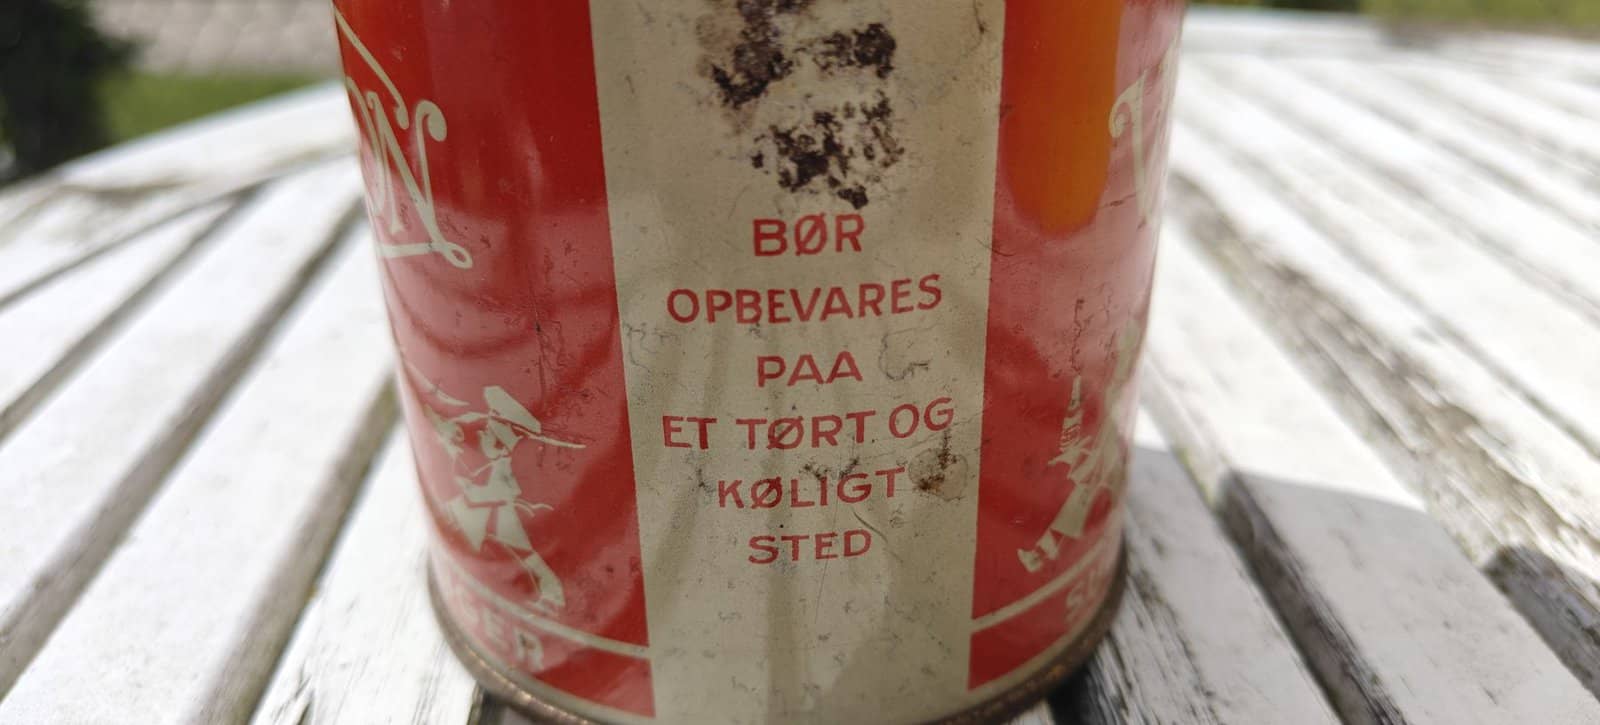 BØR
OPBEVARES
PAA
ET TØRT OG
KØLIGT
STED